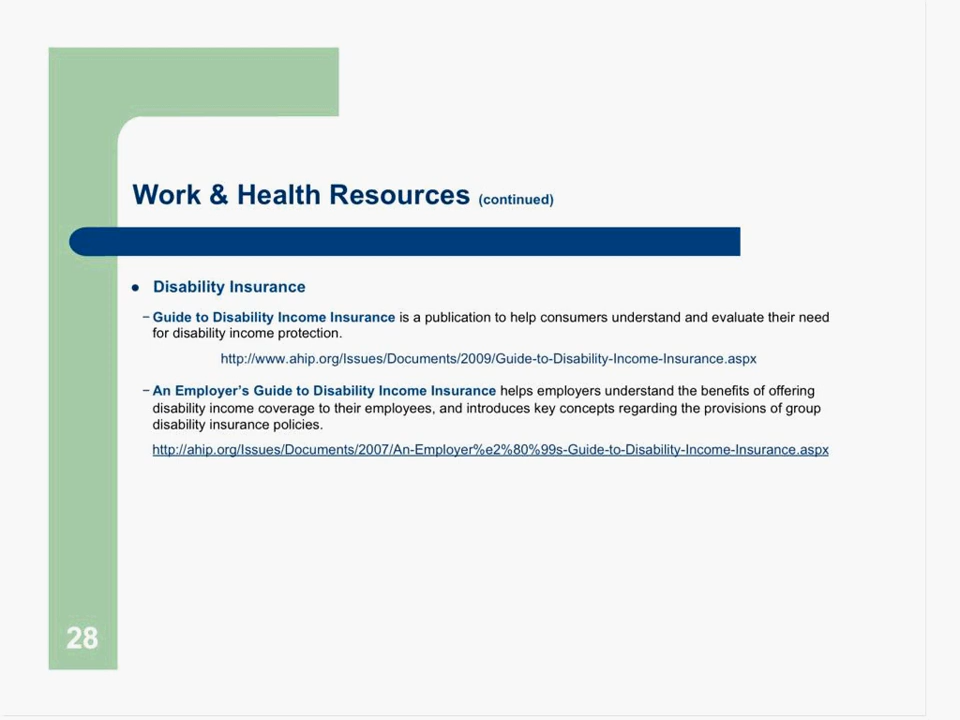 Work & Health Resources (continued)
● Disability Insurance
– Guide to Disability Income Insurance is a publication to help consumers understand and evaluate their need
for disability income protection.
http://www.ahip.org/Issues/Documents/2009/Guide-to-Disability-Income-Insurance.aspx
– An Employer’s Guide to Disability Income Insurance helps employers understand the benefits of offering
disability income coverage to their employees, and introduces key concepts regarding the provisions of group
disability insurance policies.
http://ahip.org/Issues/Documents/2007/An-Employer%e2%80%99s-Guide-to-Disability-Income-Insurance.aspx
28